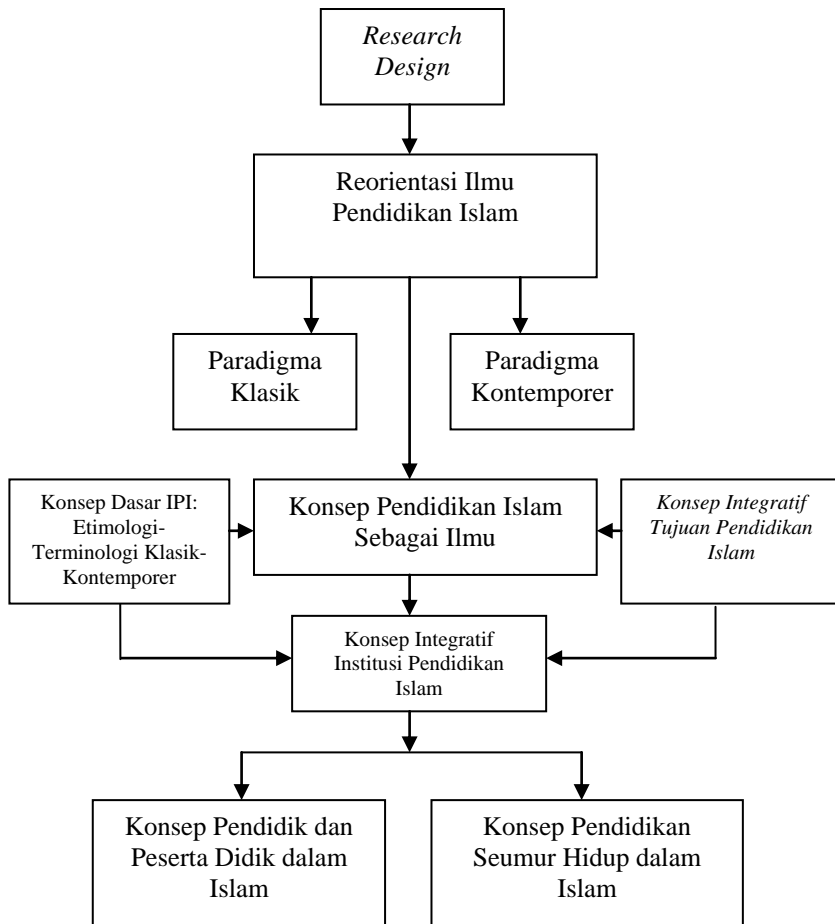 Research
Design
Reorientasi Ilmu
Pendidikan Islam
Paradigma
Klasik
Paradigma
Kontemporer
Konsep Dasar IPI:
Etimologi-
Terminologi Klasik-
Kontemporer
Konsep Pendidikan Islam
Sebagai Ilmu
Konsep Integratif
Tujuan Pendidikan
Islam
Konsep Integratif
Institusi Pendidikan
Islam
Konsep Pendidik dan
Peserta Didik dalam
Islam
Konsep Pendidikan
Seumur Hidup dalam
Islam